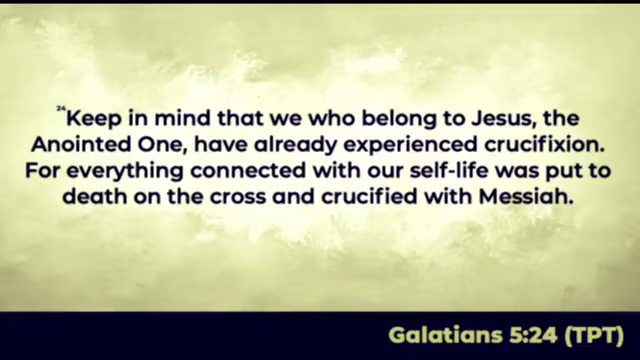 24Keep in mind that we who belong to Jesus, the
Anointed One, have already experienced crucifixion.
For everything connected with our self-life was put to
death on the cross and crucified with Messiah.
Galatians 5:24 (TPT)